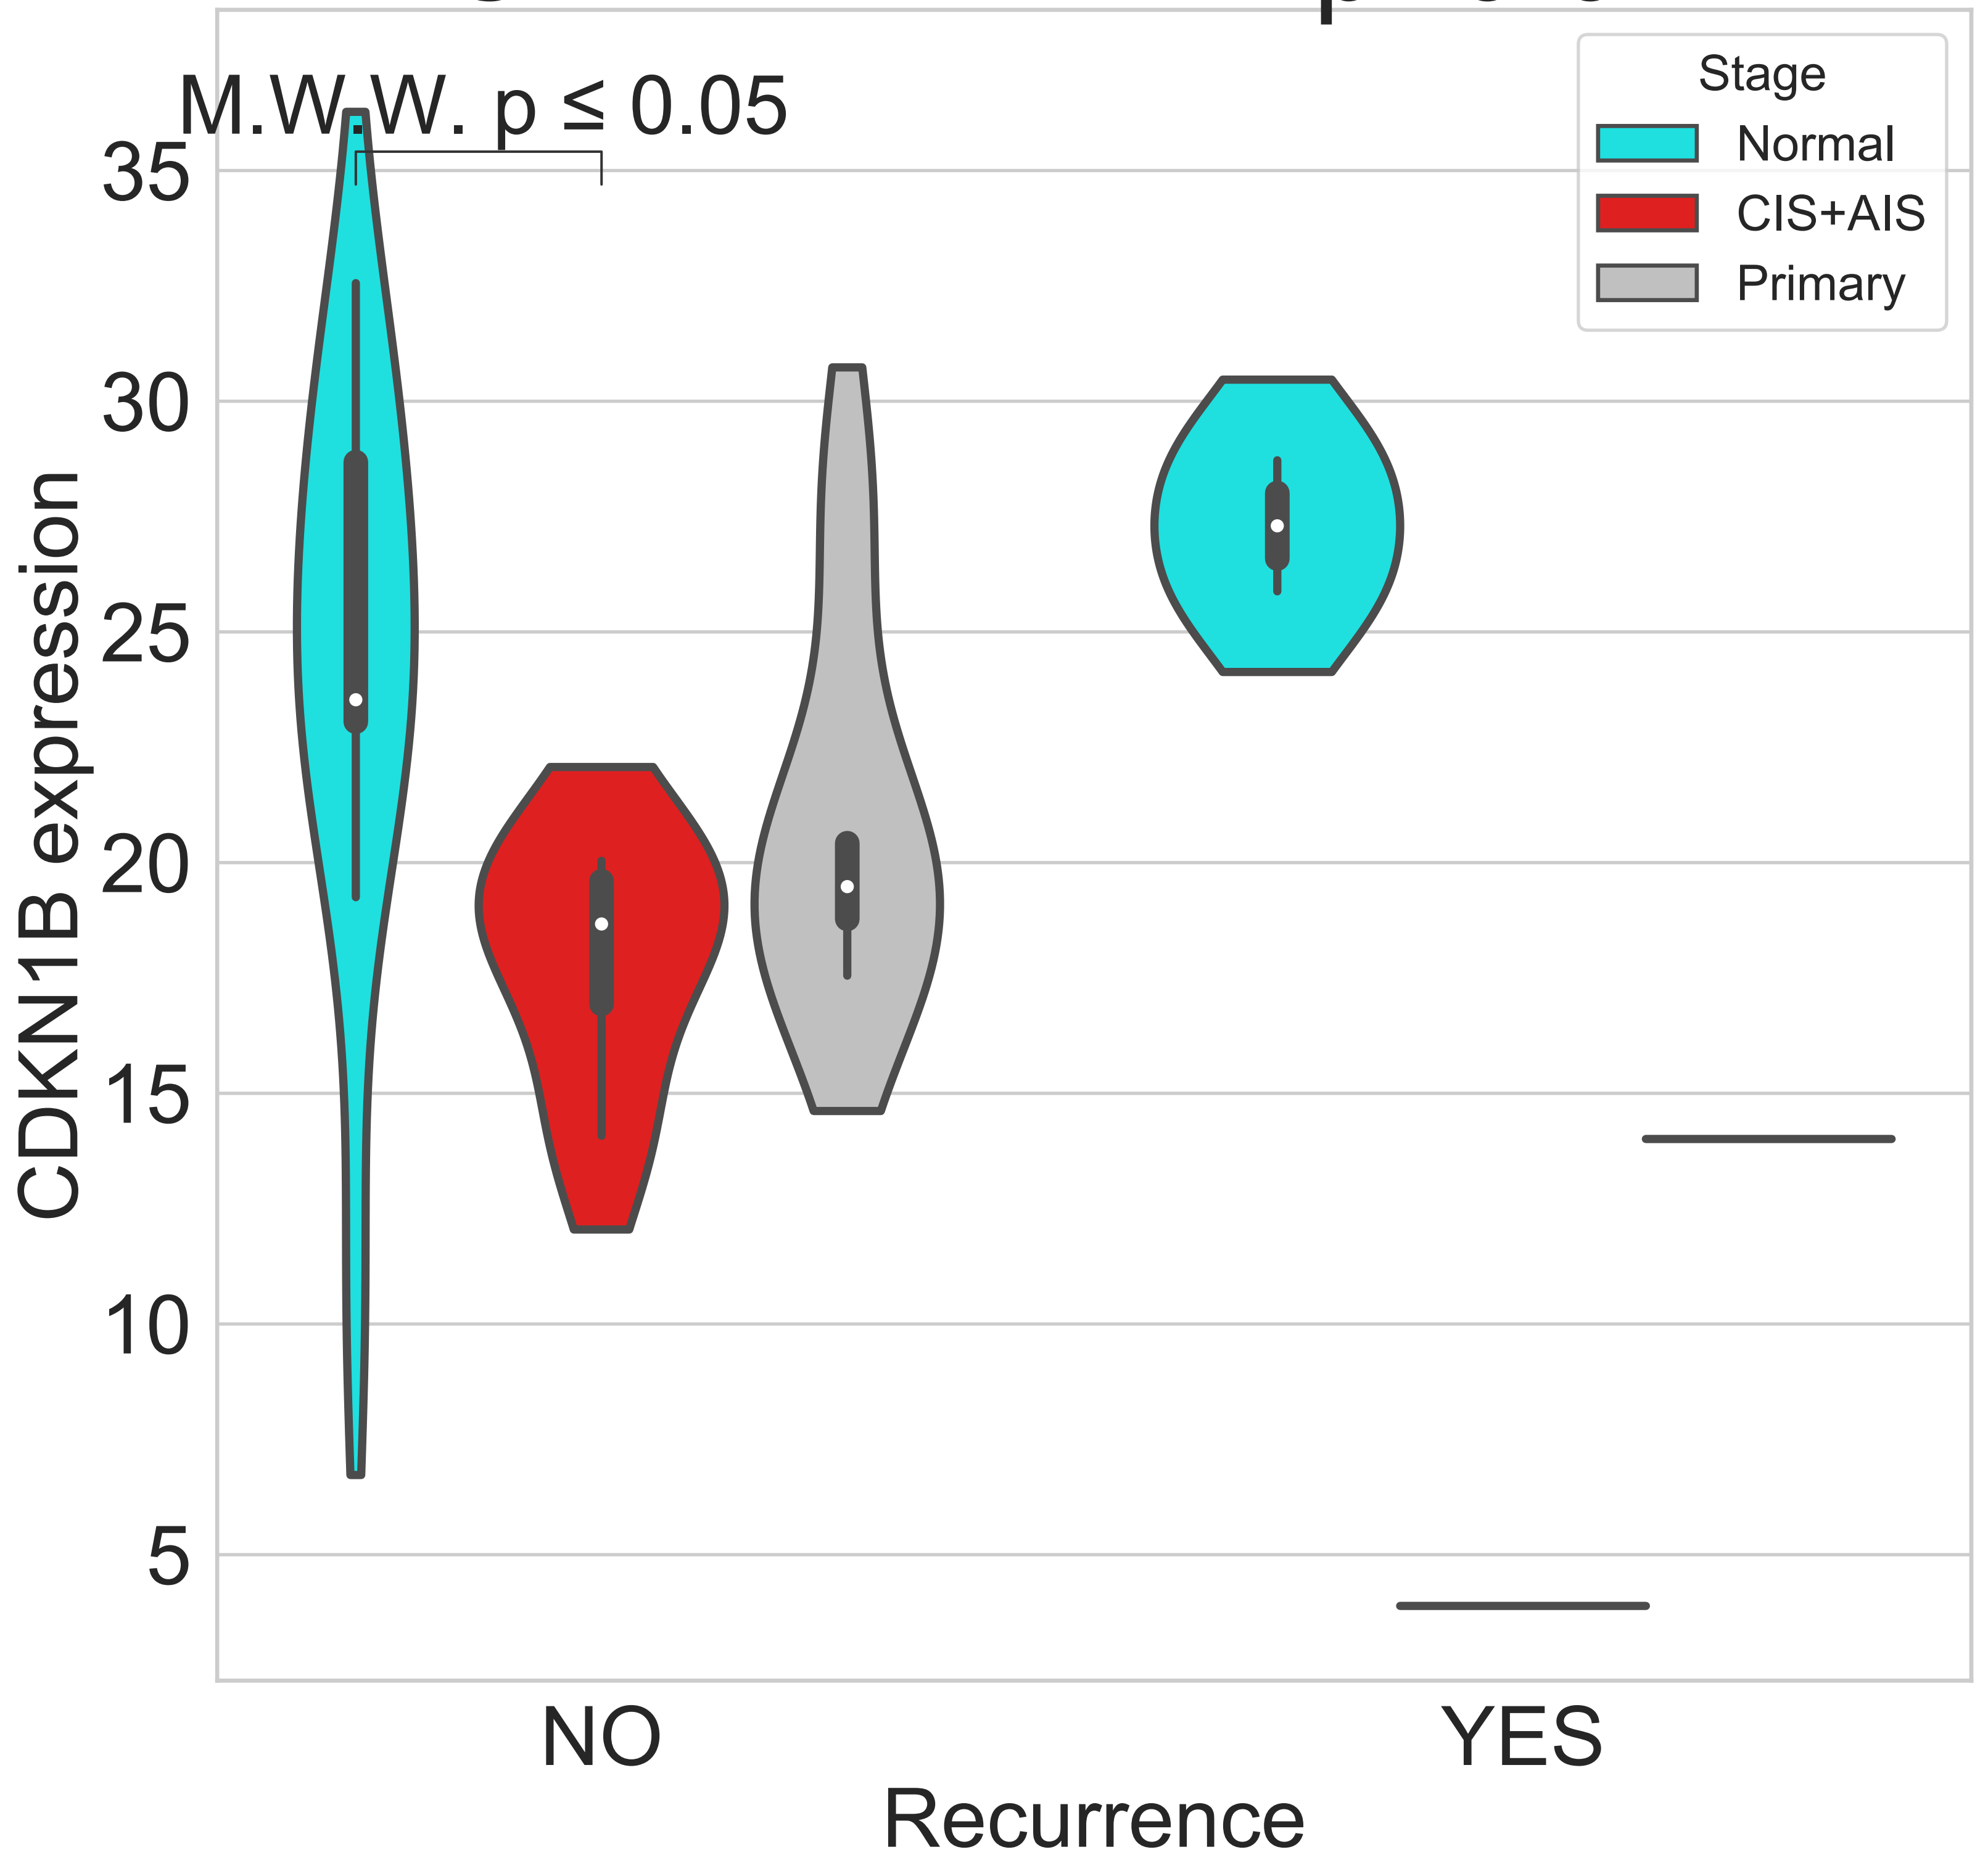 M.W.W. p ≤ 0.05
Stage
Normal
CIS+AIS
Primary
35
30
25
20
15
10
5
CDKN1B expression
NO
YES
Recurrence